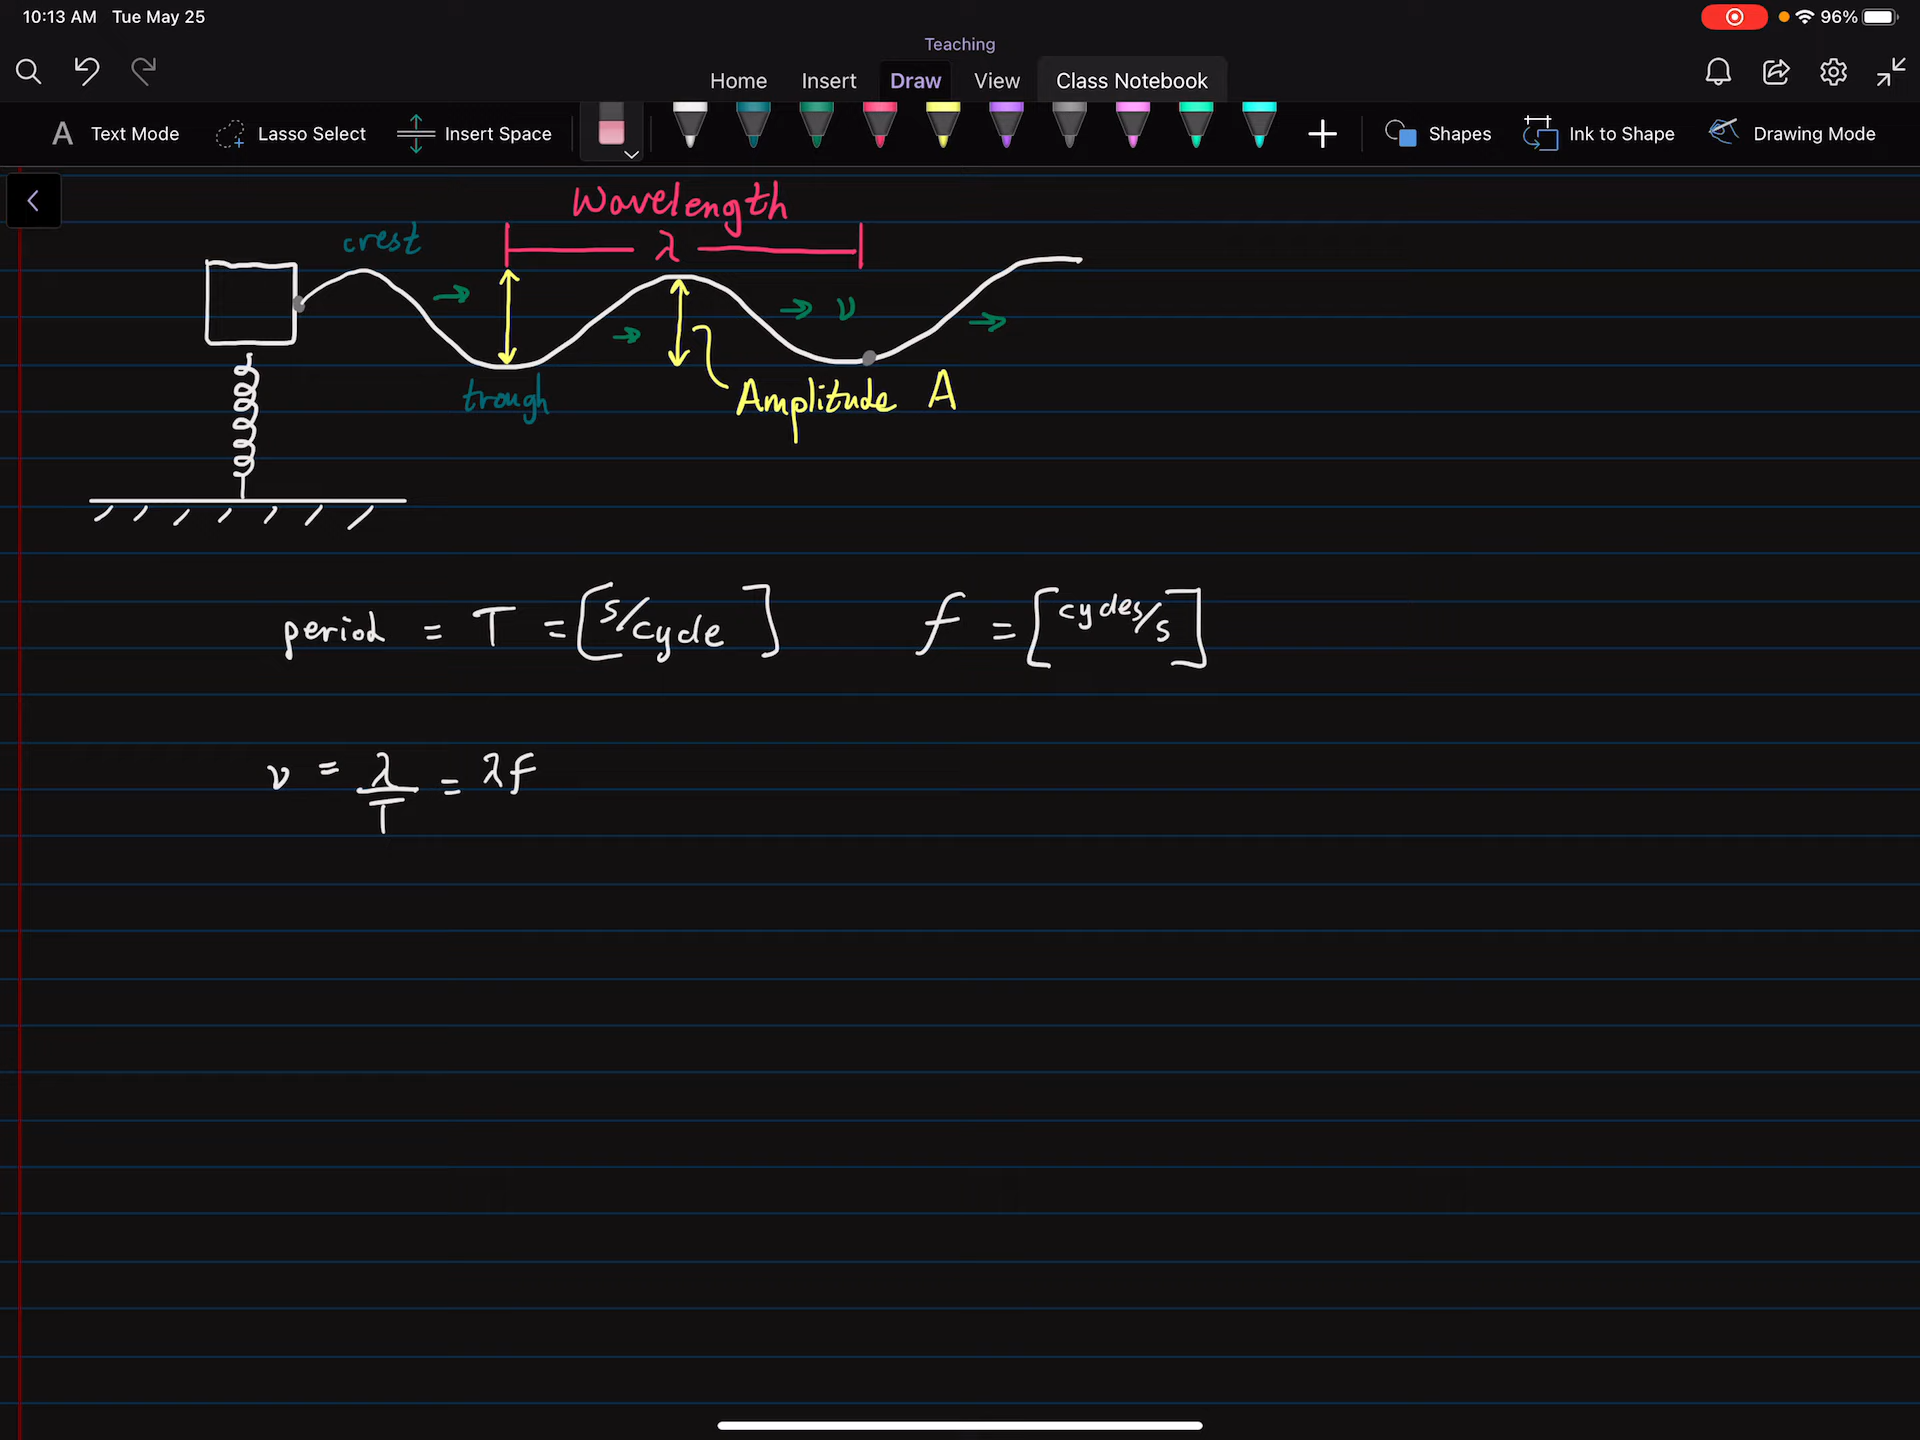 10:13 AM Tue May 25
96%
Teaching
Home Insert Draw View Class Notebook
A Text Mode Lasso Select Insert Space Shapes Ink to Shape Drawing Mode
Wavelength
crest
λ
v
trough
Amplitude A
period = T = [s/cycle] f = [cycles/s]
v = λ/T = λf